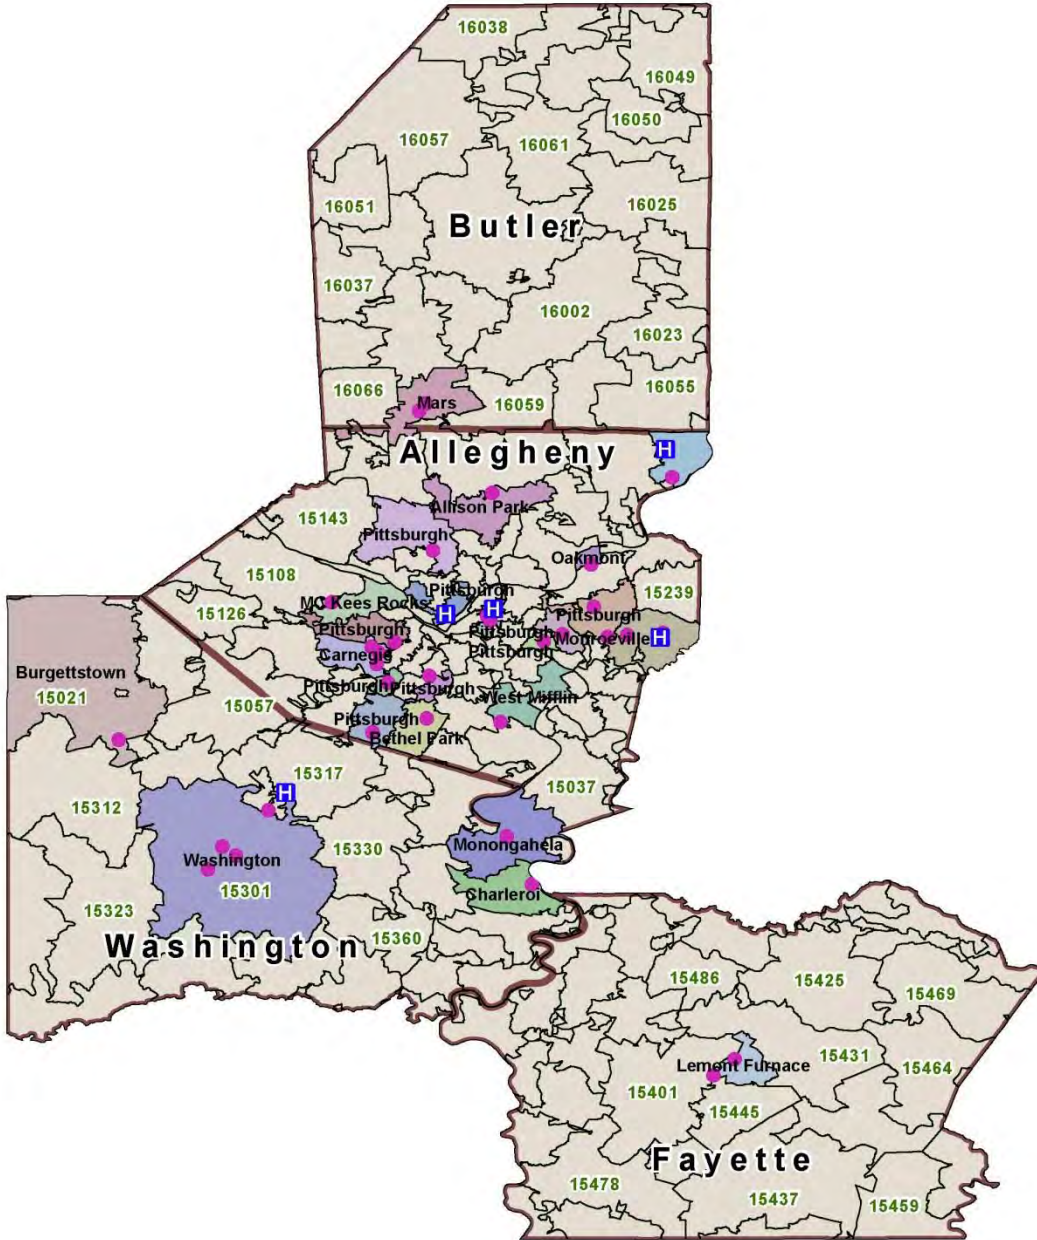 16038
16049
16050
16057
16061
16051
16025
Butler
16037
16002
16023
16066
16055
Mars
16059
Allegheny
H
Allison Park
15143
Pittsburgh
Oakmont
15108
15239
Pittsburgh
MC Kees Rocks
15126
H
H
Pittsburgh
Pittsburgh
Pittsburgh
Monroeville
H
Carnegie
Pittsburgh
Burgettstown
15021
Pittsburgh
Pittsburgh
West Mifflin
15057
Pittsburgh
Bethel Park
15317
15037
H
15312
Monongahela
15330
Washington
15301
Charleroi
15323
15360
Washington
15486
15425
15469
15431
Lemont Furnace
15464
15401
15445
Fayette
15478
15437
15459